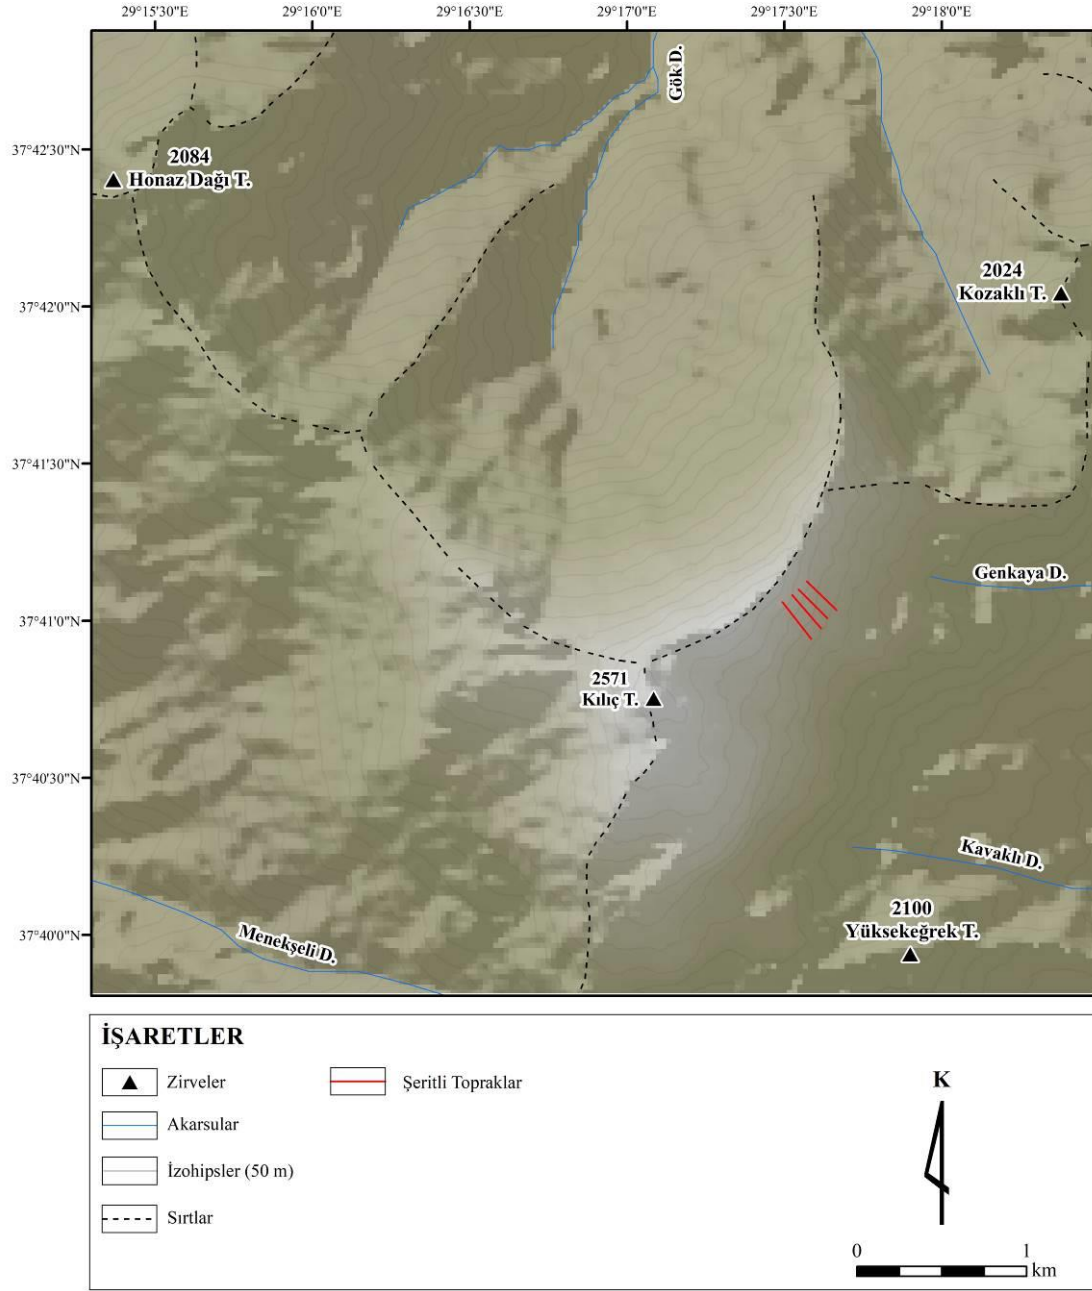 29°15'30"E 29°16'0"E 29°16'30"E 29°17'0"E 29°17'30"E 29°18'0"E
Gök D.
37°42'30"N
2084
Honaz Dağı T.
2024
Kozaklı T.
37°42'0"N
37°41'30"N
Genkaya D.
37°41'0"N
2571
Kılıç T.
37°40'30"N
Kavaklı D.
2100
Yüksekeğrek T.
37°40'0"N
Menekşeli D.
İŞARETLER
Zirveler
Şeritli Topraklar
Akarsular
İzohipsler (50 m)
Sırtlar
K
0 1
km